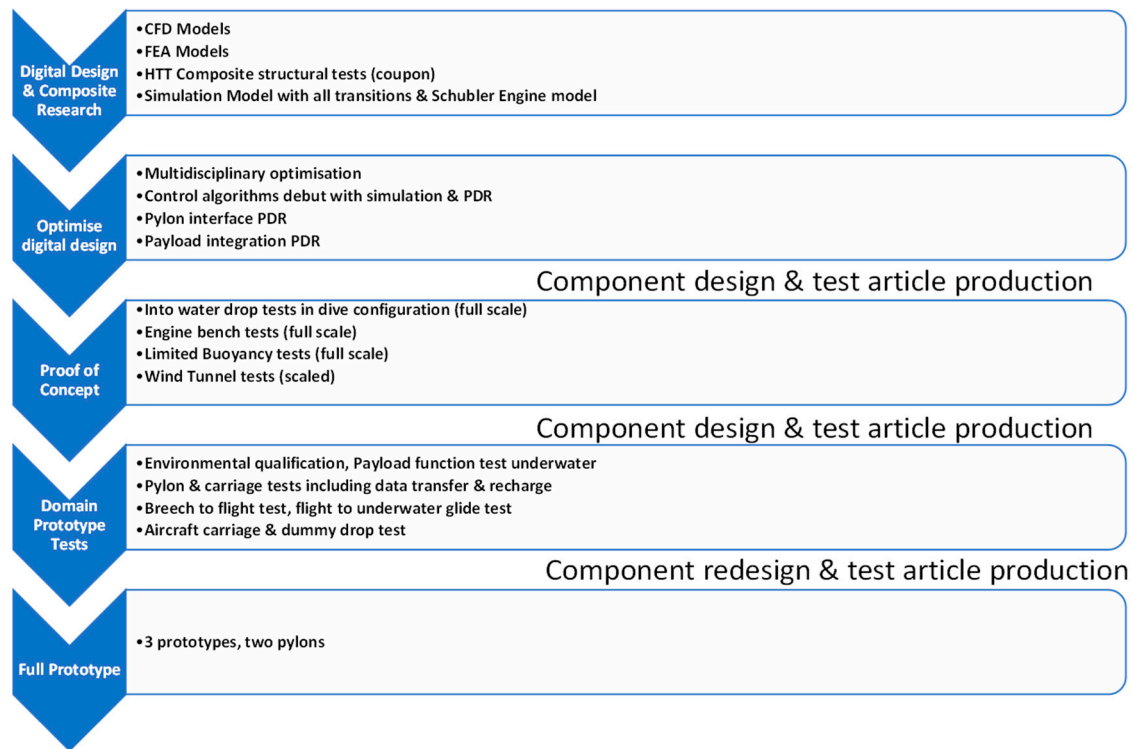 Digital Design
& Composite
Research
•CFD Models
•FEA Models
•HTT Composite structural tests (coupon)
•Simulation Model with all transitions & Schubler Engine model
Optimise
digital design
•Multidisciplinary optimisation
•Control algorithms debut with simulation & PDR
•Pylon interface PDR
•Payload integration PDR
Component design & test article production
Proof of
Concept
•Into water drop tests in dive configuration (full scale)
•Engine bench tests (full scale)
•Limited Buoyancy tests (full scale)
•Wind Tunnel tests (scaled)
Component design & test article production
Domain
Prototype
Tests
•Environmental qualification, Payload function test underwater
•Pylon & carriage tests including data transfer & recharge
•Breech to flight test, flight to underwater glide test
•Aircraft carriage & dummy drop test
Component redesign & test article production
Full Prototype
•3 prototypes, two pylons